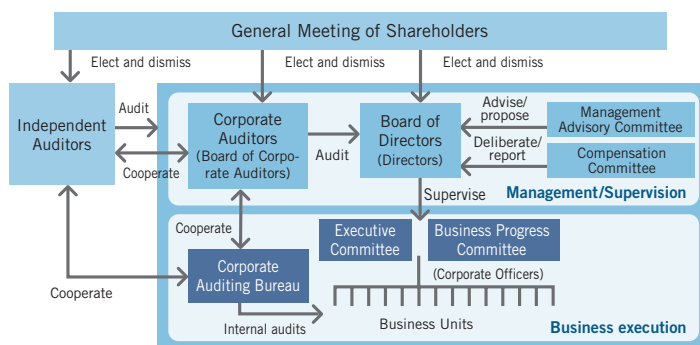 General Meeting of Shareholders
Elect and dismiss
Elect and dismiss
Elect and dismiss
Independent
Auditors
Audit
Cooperate
Corporate
Auditors
(Board of Corpo-
rate Auditors)
Audit
Board of
Directors
(Directors)
Advise/
propose
Management
Advisory Committee
Deliberate/
report
Compensation
Committee
Supervise
Management/Supervision
Cooperate
Executive
Committee
Business Progress
Committee
Corporate
Auditing Bureau
(Corporate Officers)
Cooperate
Internal audits
Business Units
Business execution